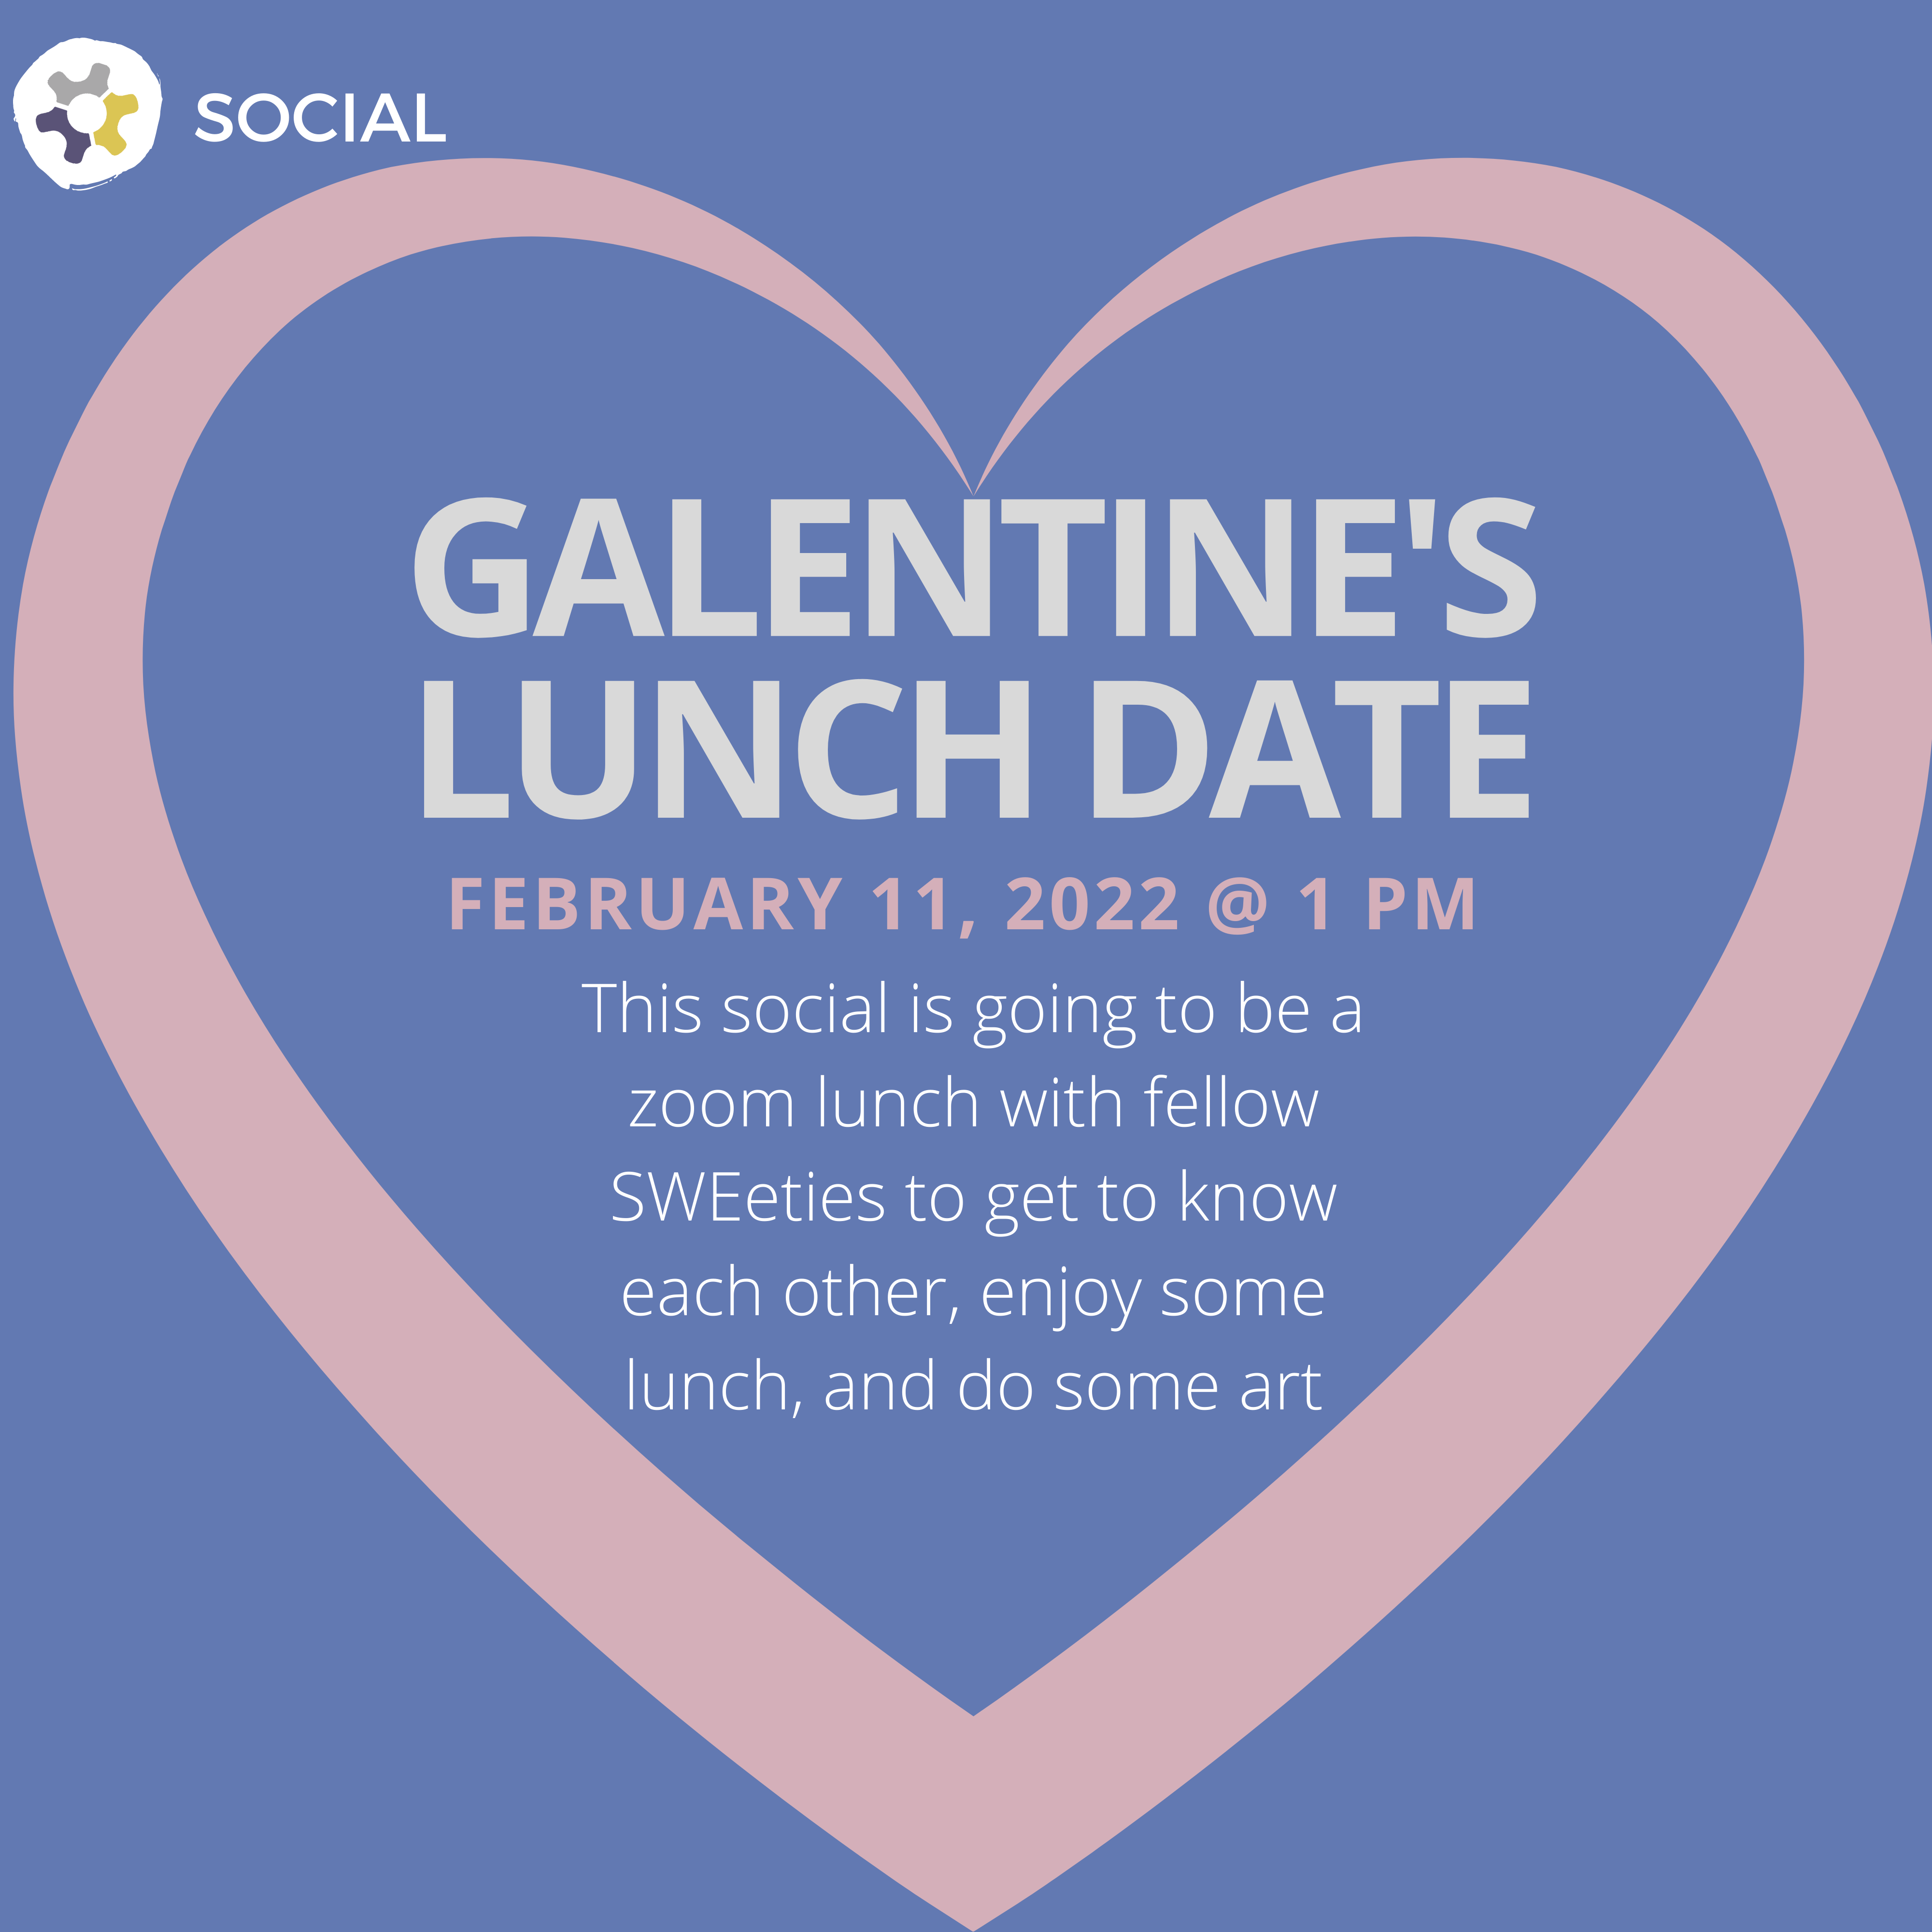 SOCIAL
GALENTINE'S
LUNCH DATE
FEBRUARY 11, 2022 @ 1 PM
This social is going to be a
zoom lunch with fellow
SWEeties to get to know
each other, enjoy some
lunch, and do some art